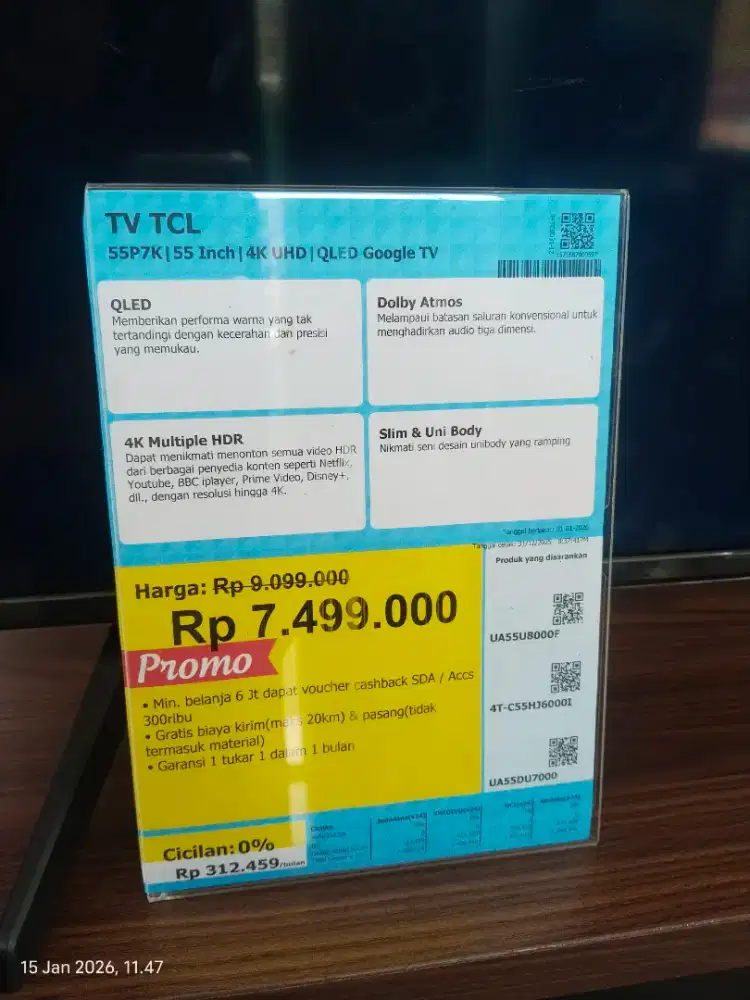 TV TCL
55P7K|55 Inch|4K UHD|QLED Google TV
QLED
Memberikan performa warna yang tak
tertandingi dengan kecerahan dan presisi
yang memukau.
Dolby Atmos
Melampaui batasan saluran konvensional untuk
menghadirkan audio tiga dimensi.
4K Multiple HDR
Dapat menikmati menonton semua video HDR
dari berbagai penyedia konten seperti Netflix,
Youtube, BBC iplayer, Prime Video, Disney+,
dll., dengan resolusi hingga 4K.
Slim & Uni Body
Nikmati seni desain unibody yang ramping
Harga: Rp 9.099.000
Rp 7.499.000
Promo
• Min. belanja 6 Jt dapat voucher cashback SDA / Accs
300ribu
• Gratis biaya kirim(maks 20km) & pasang(tidak
termasuk material)
• Garansi 1 tukar 1 dalam 1 bulan
Produk yang disarankan
UA55U8000F
4T-C55HJ6000I
UA55DU7000
Cicilan:0%
Rp 312.459/bulan
15 Jan 2026, 11.47